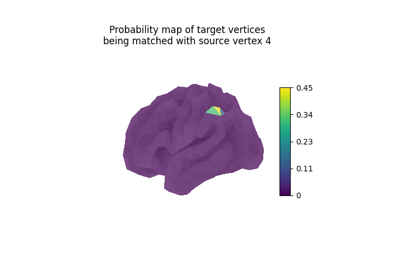 Probability map of target vertices
being matched with source vertex 4
0.45
0.34
0.23
0.11
0